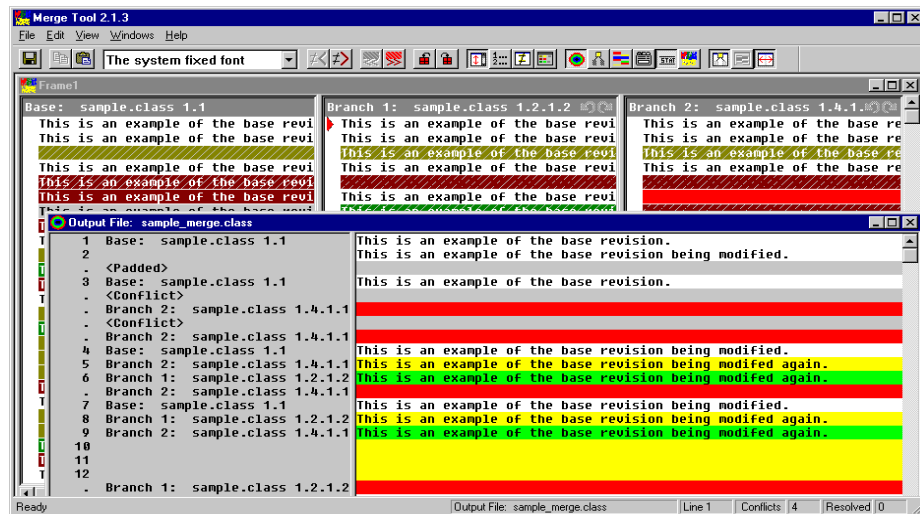 Merge Tool 2.1.3
File Edit View Windows Help
The system fixed font
Frame1
Base: sample.class 1.1
Branch 1: sample.class 1.2.1.2
Branch 2: sample.class 1.4.1.
This is an example of the base revi
This is an example of the base revi
This is an example of the base re
This is an example of the base revi
This is an example of the base revi
This is an example of the base re
This is an example of the base revi
This is an example of the base re
This is an example of the base revi
This is an example of the base revi
This is an example of the base re
This is an example of the base revi
This is an example of the base revi
This is an example of the base revi
Output File: sample_merge.class
1 Base: sample.class 1.1 This is an example of the base revision.
2 This is an example of the base revision being modified.
. <Padded>
3 Base: sample.class 1.1 This is an example of the base revision.
. <Conflict>
. Branch 2: sample.class 1.4.1.1
. <Conflict>
. Branch 2: sample.class 1.4.1.1
4 Base: sample.class 1.1 This is an example of the base revision being modified.
5 Branch 2: sample.class 1.4.1.1 This is an example of the base revision being modifed again.
6 Branch 1: sample.class 1.2.1.2 This is an example of the base revision being modifed again.
. Branch 2: sample.class 1.4.1.1
7 Base: sample.class 1.1 This is an example of the base revision being modified.
8 Branch 1: sample.class 1.2.1.2 This is an example of the base revision being modifed again.
9 Branch 2: sample.class 1.4.1.1 This is an example of the base revision being modifed again.
10
11
12
. Branch 1: sample.class 1.2.1.2
Ready
Output File: sample_merge.class
Line 1
Conflicts 4
Resolved 0